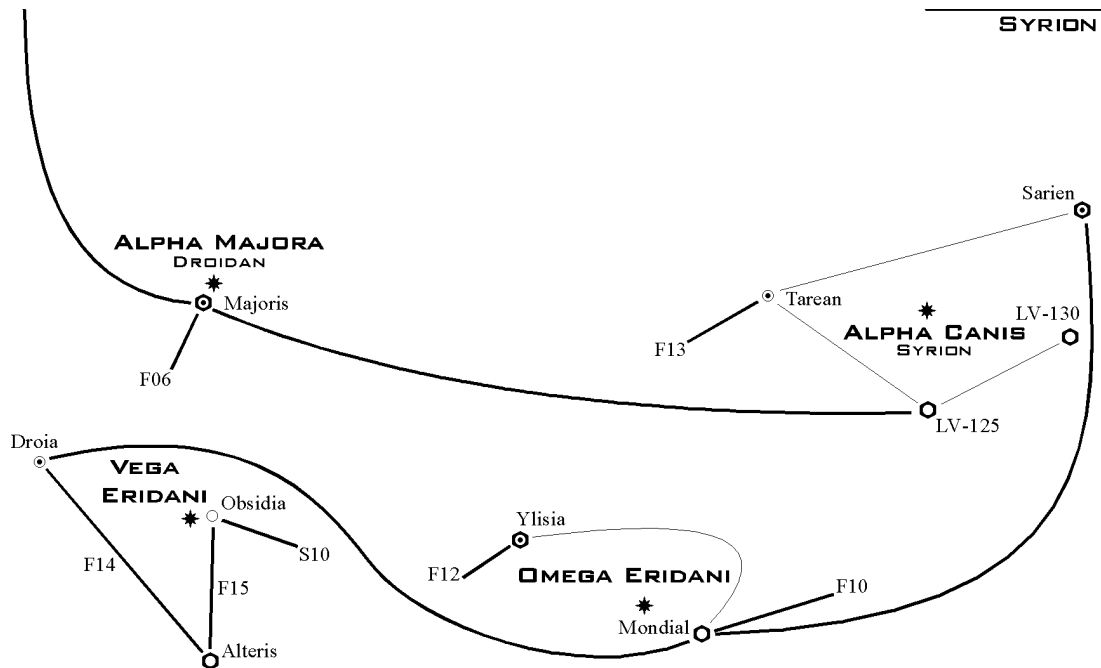 SYRION
Sarien
ALPHA MAJORA
DROIDAN
Majoris
Tarean
LV-130
ALPHA CANIS
SYRION
F13
F06
LV-125
Droia
VEGA
ERIDANI
Obsidia
Ylisia
S10
F14
F12
OMEGA ERIDANI
F15
F10
Mondial
Alteris